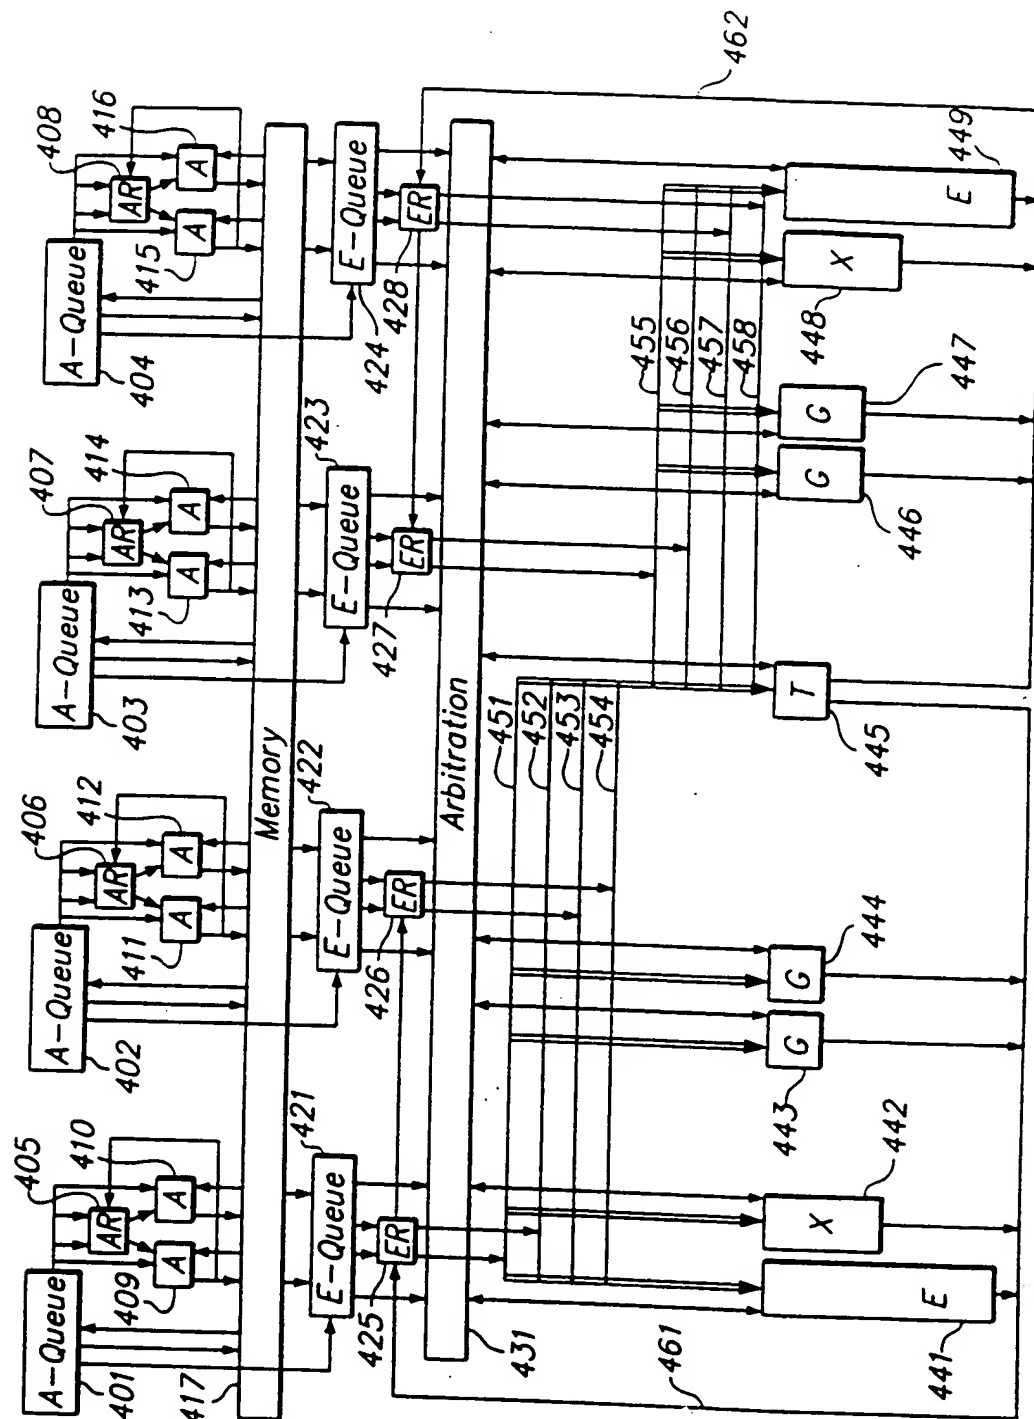 405 410 406 412 407 414 408 416
A-Queue AR A A
A-Queue AR A A
A-Queue AR A A
A-Queue AR A A
401 409 402 411 403 413 404 415
417 Memory
421 422 423
E-Queue E-Queue E-Queue E-Queue
424
425 ER 426 ER 427 ER 428 ER
462
Arbitration
431
451 455
452 456
453 457
454 458
461
E X G G T G G X E
441 442 443 444 445 446 447 448 449